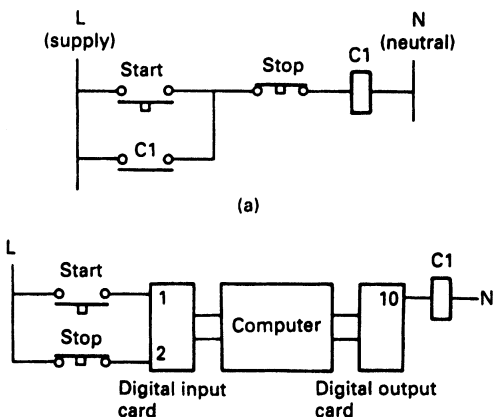 L
(supply)
N
(neutral)
Start
Stop
C1
C1
(a)
L
Start
Stop
1
2
Computer
10
C1
N
Digital input
card
Digital output
card